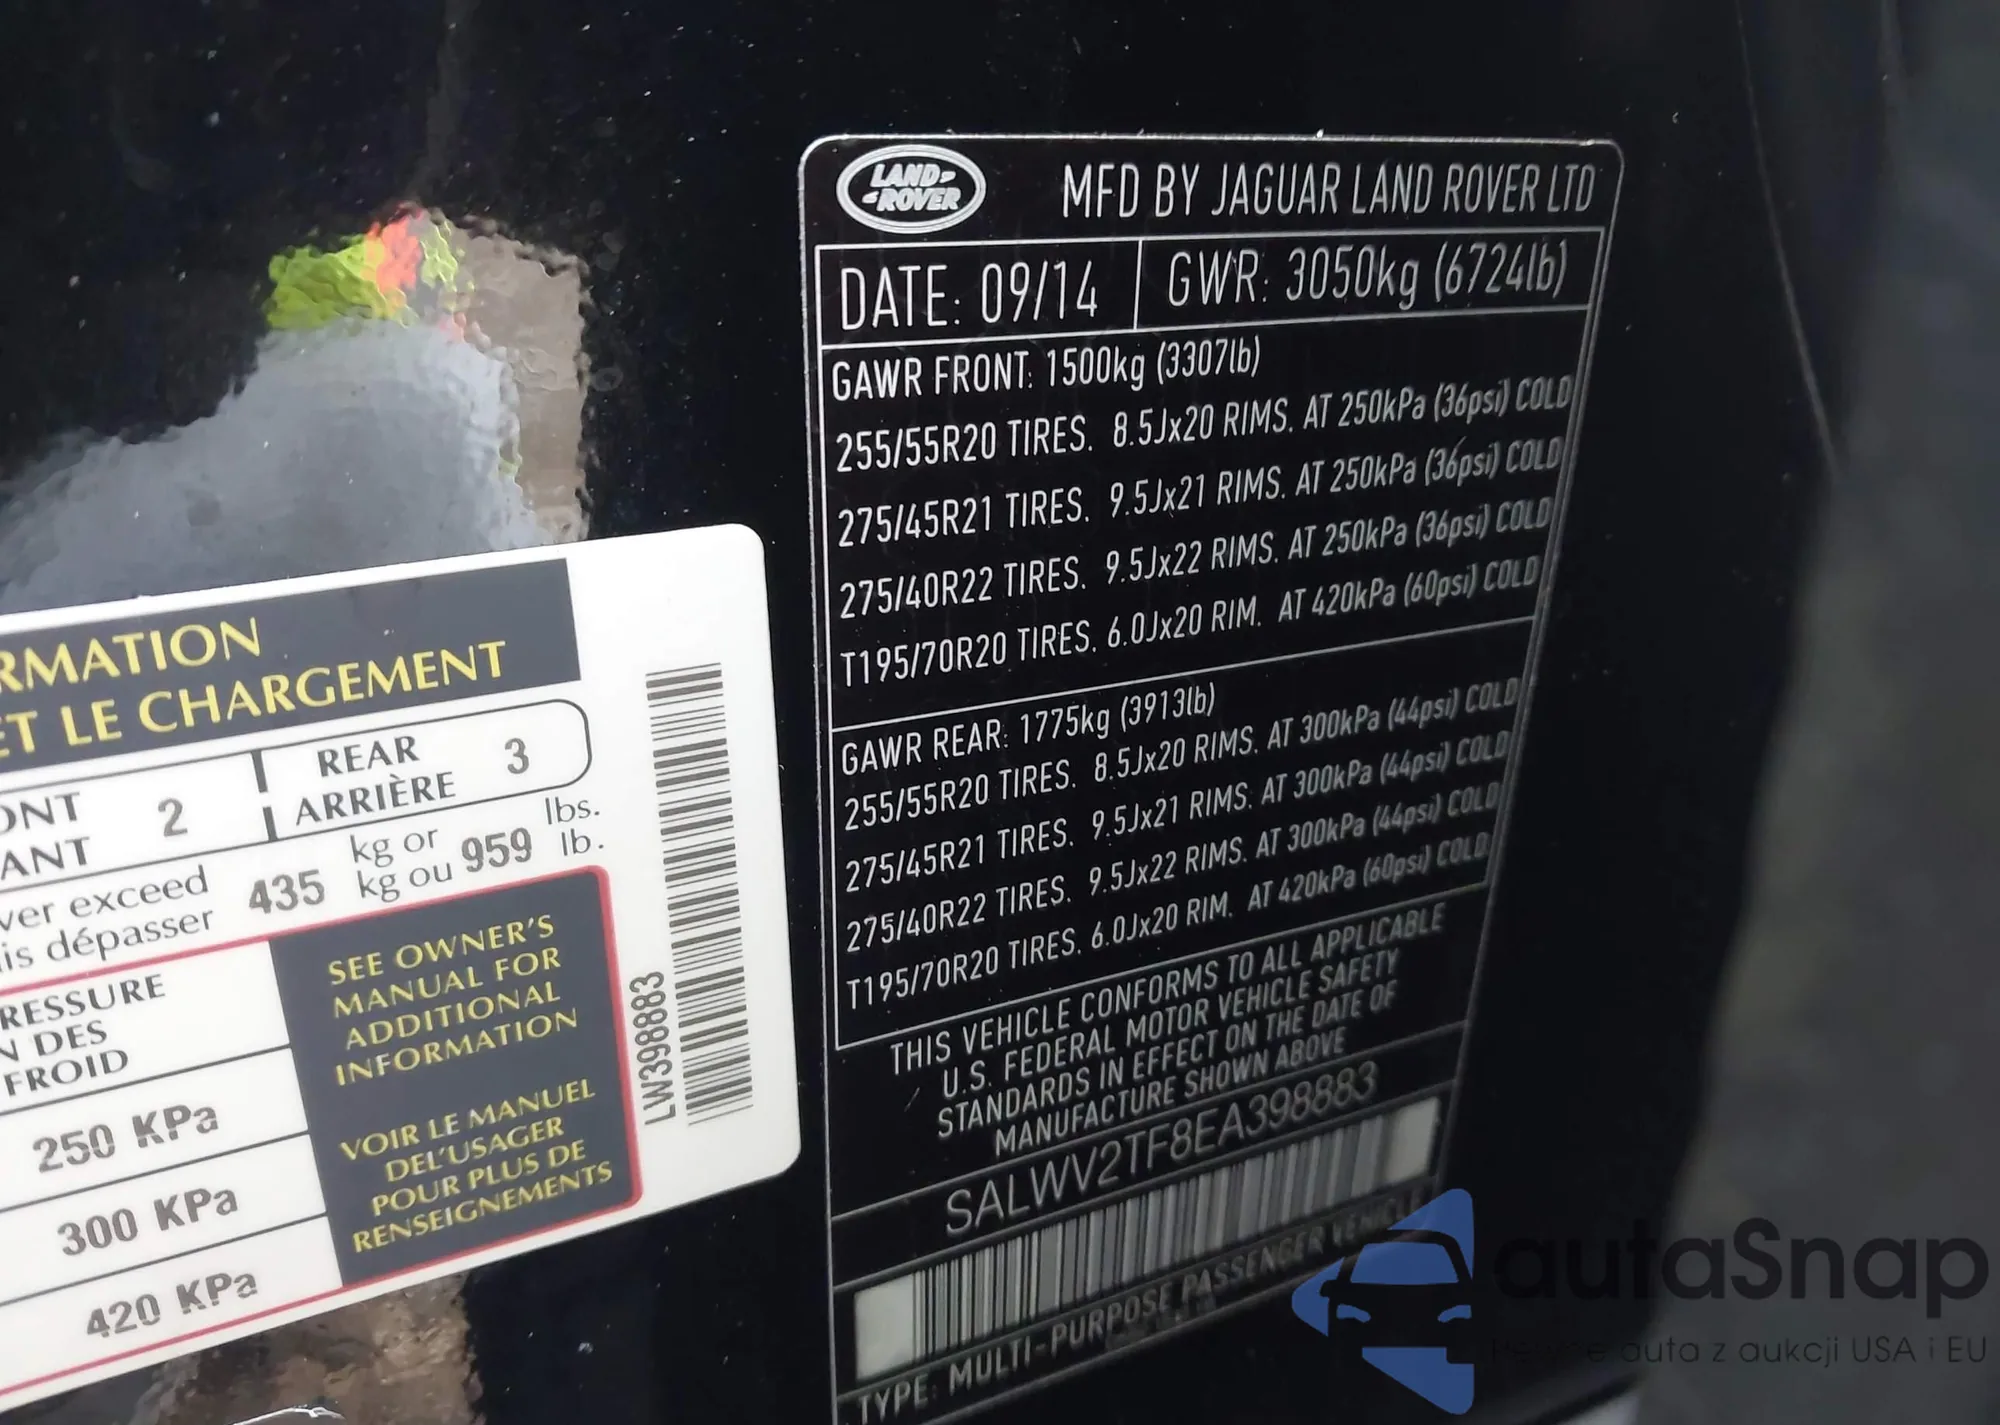 RMATION
ET LE CHARGEMENT
ONT
ANT
2
REAR
ARRIÈRE
3
ver exceed
is dépasser
435
kg or
kg ou
959
lbs.
lb.
RESSURE
N DES
FROID
250 KPa
300 KPa
420 KPa
SEE OWNER'S
MANUAL FOR
ADDITIONAL
INFORMATION
VOIR LE MANUEL
DEL'USAGER
POUR PLUS DE
RENSEIGNEMENTS
LW398883
LAND-
-ROVER
MFD BY JAGUAR LAND ROVER LTD
DATE: 09/14
GWR: 3050kg (6724lb)
GAWR FRONT: 1500kg (3307lb)
255/55R20 TIRES. 8.5Jx20 RIMS. AT 250kPa (36psi) COLD
275/45R21 TIRES. 9.5Jx21 RIMS. AT 250kPa (36psi) COLD
275/40R22 TIRES. 9.5Jx22 RIMS. AT 250kPa (36psi) COLD
T195/70R20 TIRES. 6.0Jx20 RIM. AT 420kPa (60psi) COLD
GAWR REAR: 1775kg (3913lb)
255/55R20 TIRES. 8.5Jx20 RIMS. AT 300kPa (44psi) COLD
275/45R21 TIRES. 9.5Jx21 RIMS. AT 300kPa (44psi) COLD
275/40R22 TIRES. 9.5Jx22 RIMS. AT 300kPa (44psi) COLD
T195/70R20 TIRES. 6.0Jx20 RIM. AT 420kPa (60psi) COLD
THIS VEHICLE CONFORMS TO ALL APPLICABLE
U.S. FEDERAL MOTOR VEHICLE SAFETY
STANDARDS IN EFFECT ON THE DATE OF
MANUFACTURE SHOWN ABOVE
SALWV2TF8EA398883
TYPE: MULTI-PURPOSE PASSENGER VEHICLE
autaSnap
auta z aukcji USA i EU